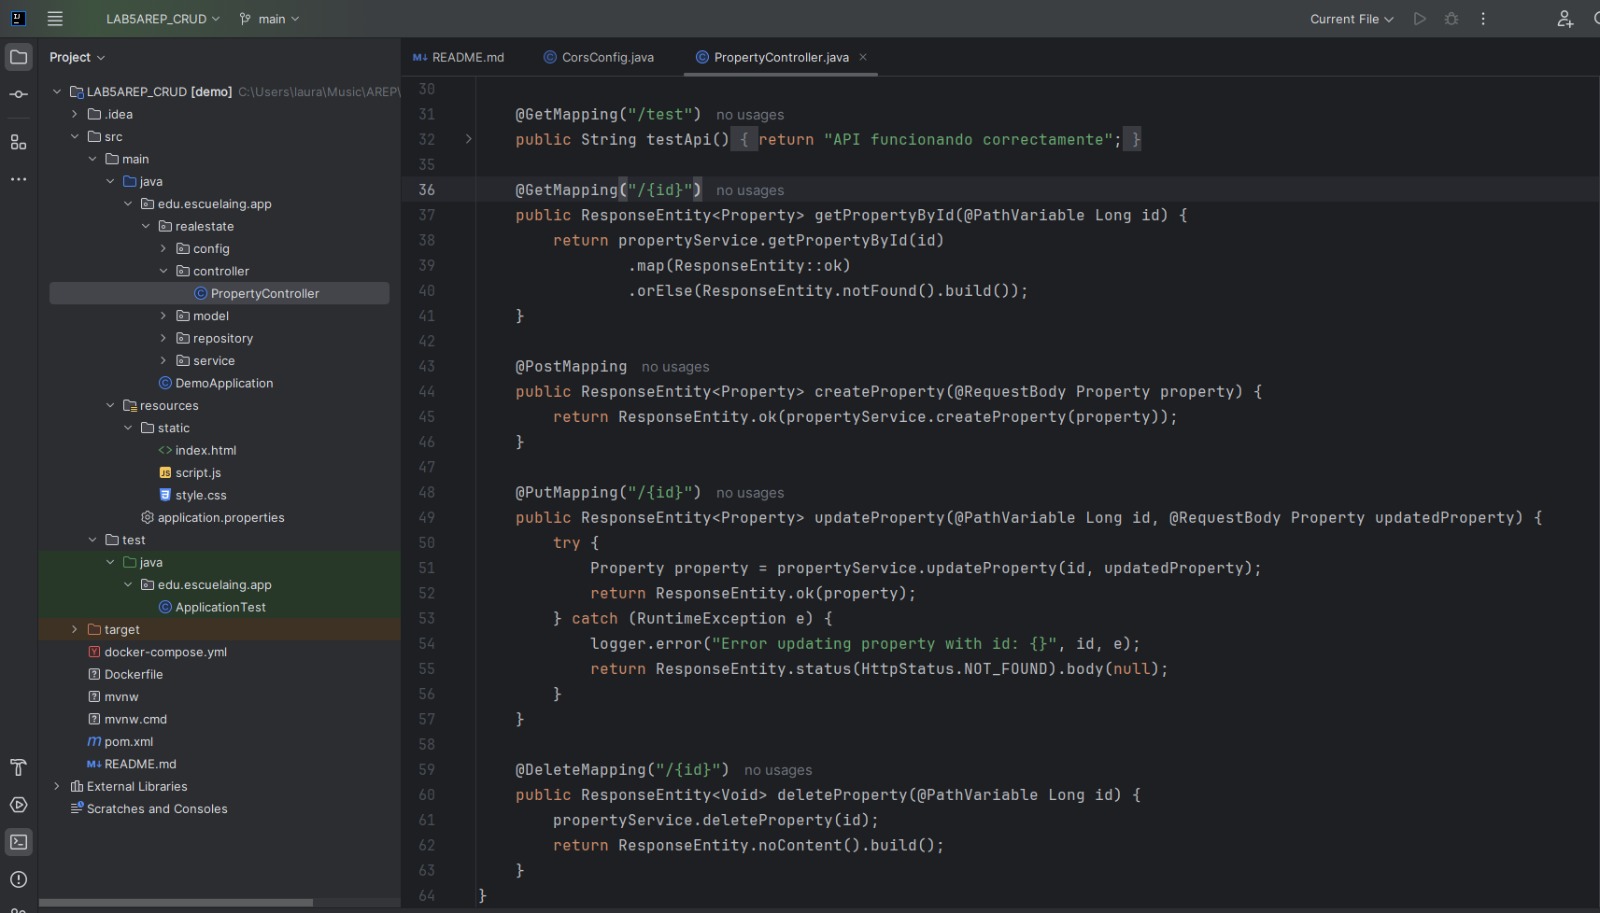 LAB5AREP_CRUD
main
Current File
Project
README.md
CorsConfig.java
PropertyController.java
LAB5AREP_CRUD [demo] C:\Users\laura\Music\AREP\
.idea
src
main
java
edu.escuelaing.app
realestate
config
controller
PropertyController
model
repository
service
DemoApplication
resources
static
index.html
script.js
style.css
application.properties
test
java
edu.escuelaing.app
ApplicationTest
target
docker-compose.yml
Dockerfile
mvnw
mvnw.cmd
pom.xml
README.md
External Libraries
Scratches and Consoles
30
31 @GetMapping("/test") no usages
32 public String testApi() { return "API funcionando correctamente"; }
35
36 @GetMapping("/{id}") no usages
37 public ResponseEntity<Property> getPropertyById(@PathVariable Long id) {
38 return propertyService.getPropertyById(id)
39 .map(ResponseEntity::ok)
40 .orElse(ResponseEntity.notFound().build());
41 }
42
43 @PostMapping no usages
44 public ResponseEntity<Property> createProperty(@RequestBody Property property) {
45 return ResponseEntity.ok(propertyService.createProperty(property));
46 }
47
48 @PutMapping("/{id}") no usages
49 public ResponseEntity<Property> updateProperty(@PathVariable Long id, @RequestBody Property updatedProperty) {
50 try {
51 Property property = propertyService.updateProperty(id, updatedProperty);
52 return ResponseEntity.ok(property);
53 } catch (RuntimeException e) {
54 logger.error("Error updating property with id: {}", id, e);
55 return ResponseEntity.status(HttpStatus.NOT_FOUND).body(null);
56 }
57 }
58
59 @DeleteMapping("/{id}") no usages
60 public ResponseEntity<Void> deleteProperty(@PathVariable Long id) {
61 propertyService.deleteProperty(id);
62 return ResponseEntity.noContent().build();
63 }
64 }